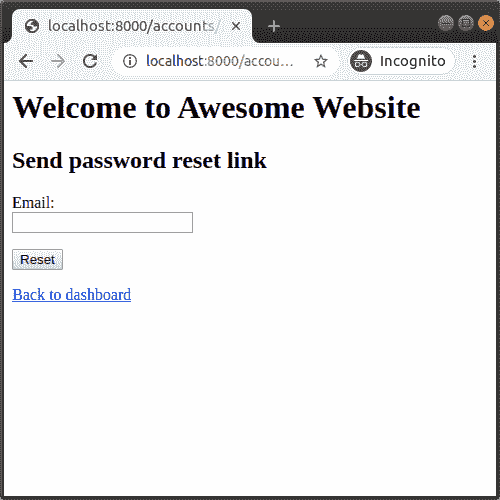 localhost:8000/accounts/
localhost:8000/accou... Incognito
Welcome to Awesome Website
Send password reset link
Email:
Reset
Back to dashboard